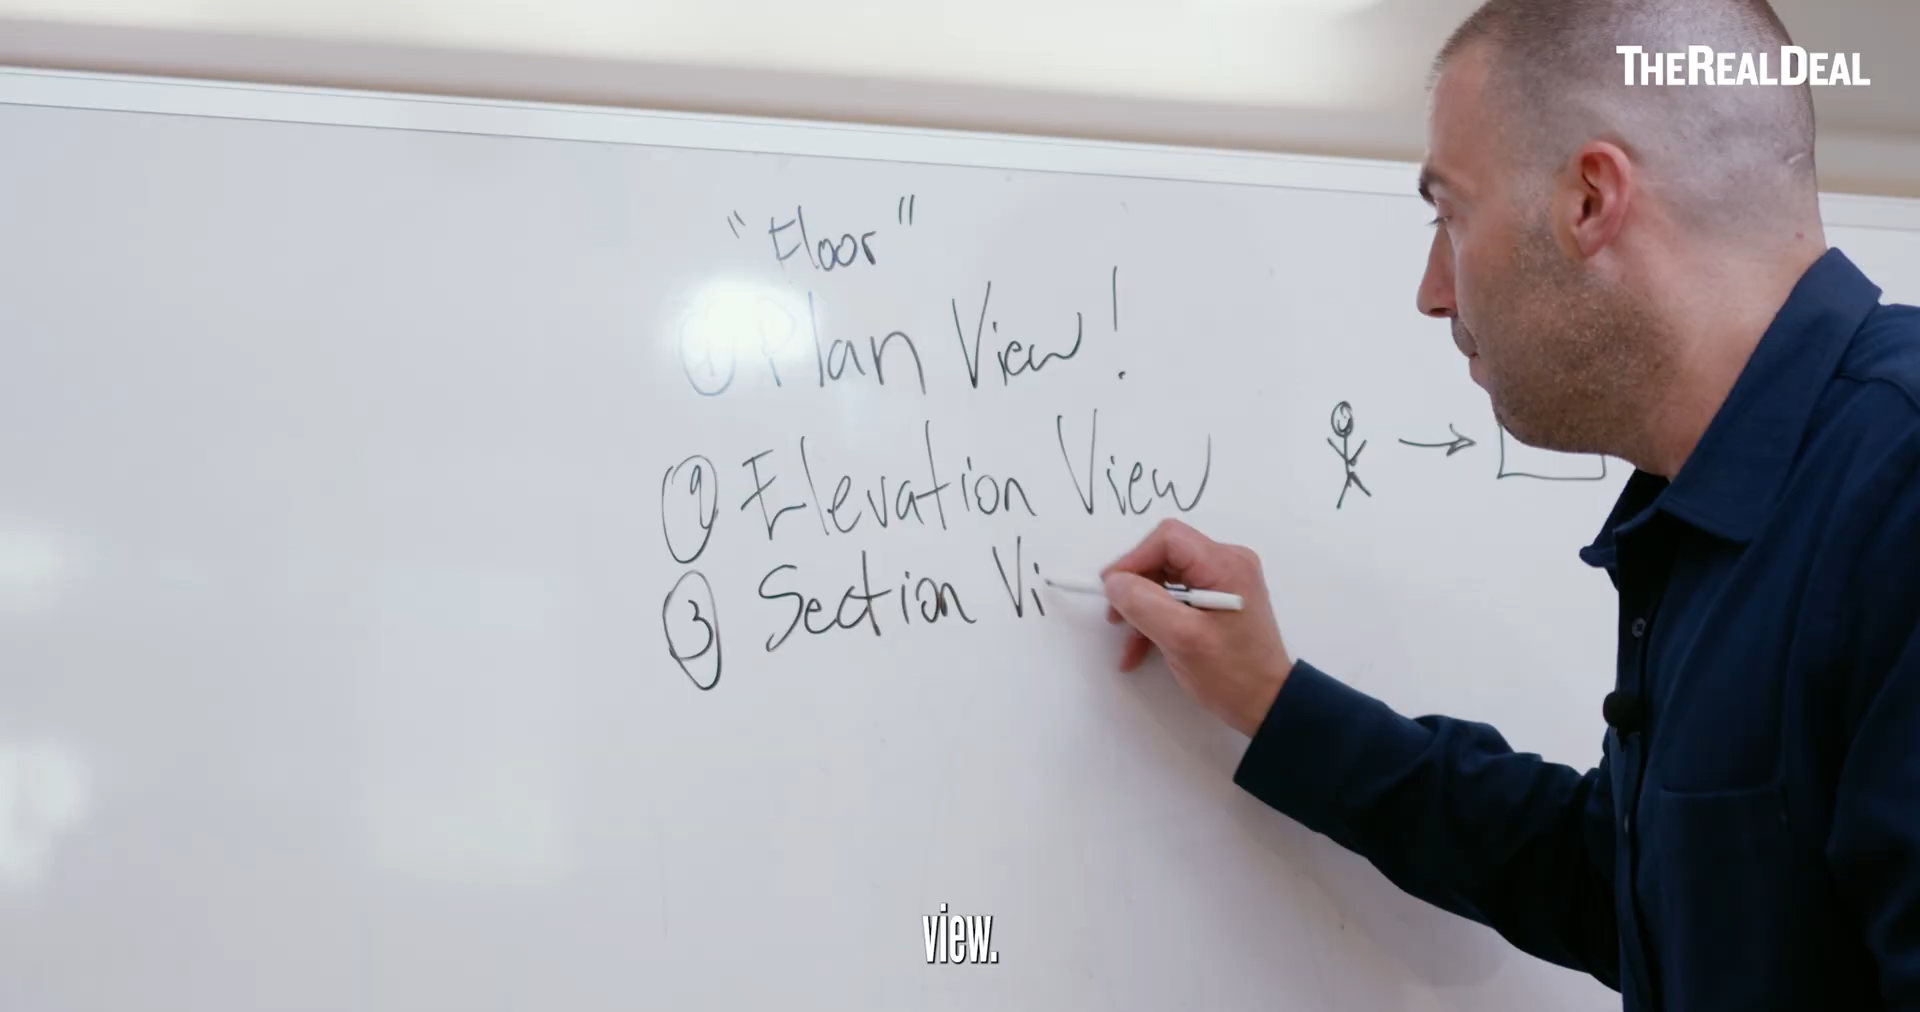 THEREALDEAL
" "Floor" "
① Plan View!
② Elevation View
③ Section Vi
view.